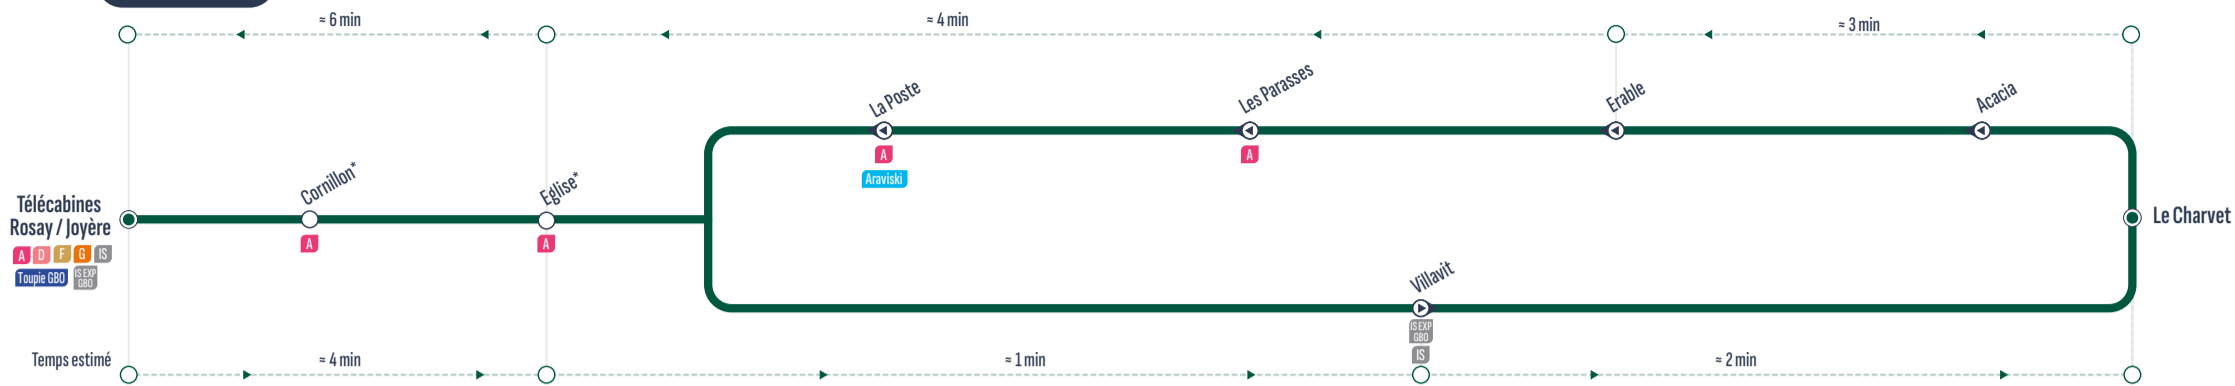 ≈ 6 min
≈ 4 min
≈ 3 min
La Poste
Les Parasses
Erable
Acacia
A
Araviski
A
Cornillon*
Eglise*
Télécabines
Rosay / Joyère
A D F G IS
Toupie GBO
IS EXP
GBO
A
A
Le Charvet
Villavit
IS EXP
GBO
IS
Temps estimé
≈ 4 min
≈ 1 min
≈ 2 min